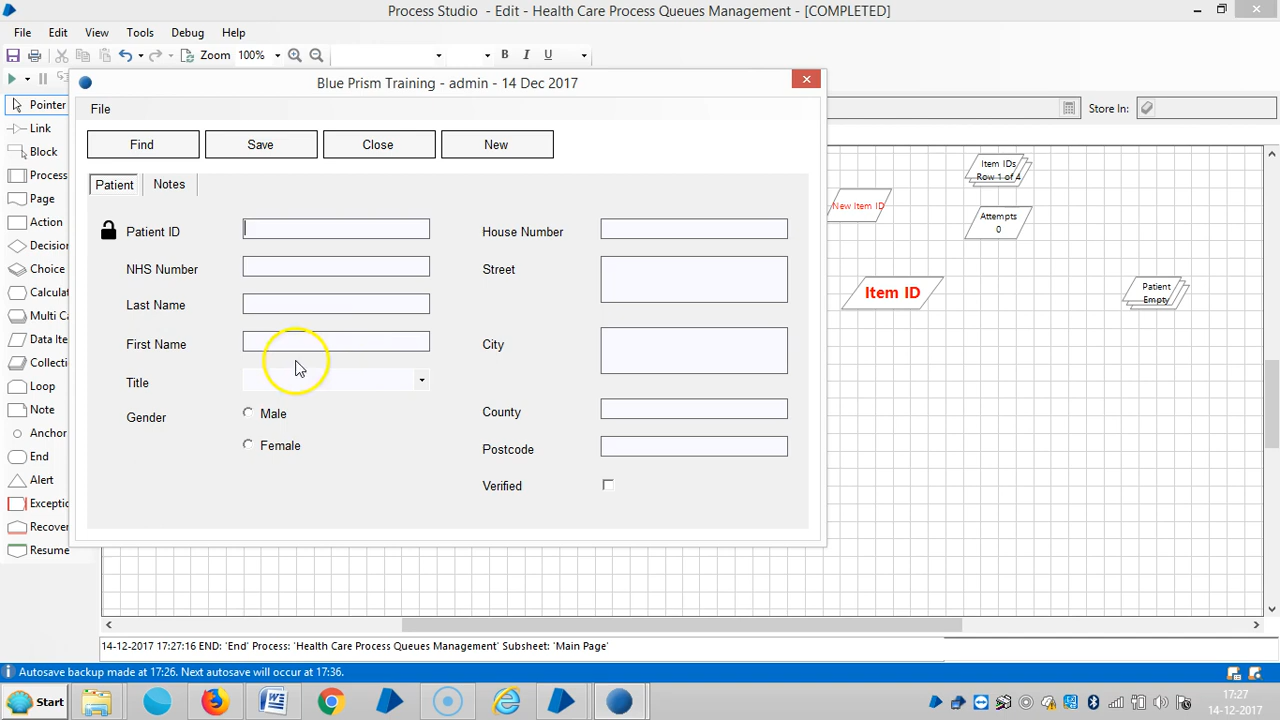 Process Studio - Edit - Health Care Process Queues Management - [COMPLETED]
File Edit View Tools Debug Help
Zoom 100% B I U
Blue Prism Training - admin - 14 Dec 2017
File
Find Save Close New
Patient Notes
Patient ID
NHS Number
Last Name
First Name
Title
Gender
Male
Female
House Number
Street
City
County
Postcode
Verified
Pointer
Link
Block
Process
Page
Action
Decision
Choice
Loop
Note
Anchor
End
Alert
Resume
Store In:
Item IDs
Row 1 of 4
New Item ID
Attempts
0
Item ID
Patient
Empty
14-12-2017 17:27:16 END: 'End' Process: 'Health Care Process Queues Management' Subsheet: 'Main Page'
Autosave backup made at 17:26. Next autosave will occur at 17:36.
Start
17:27
14-12-2017